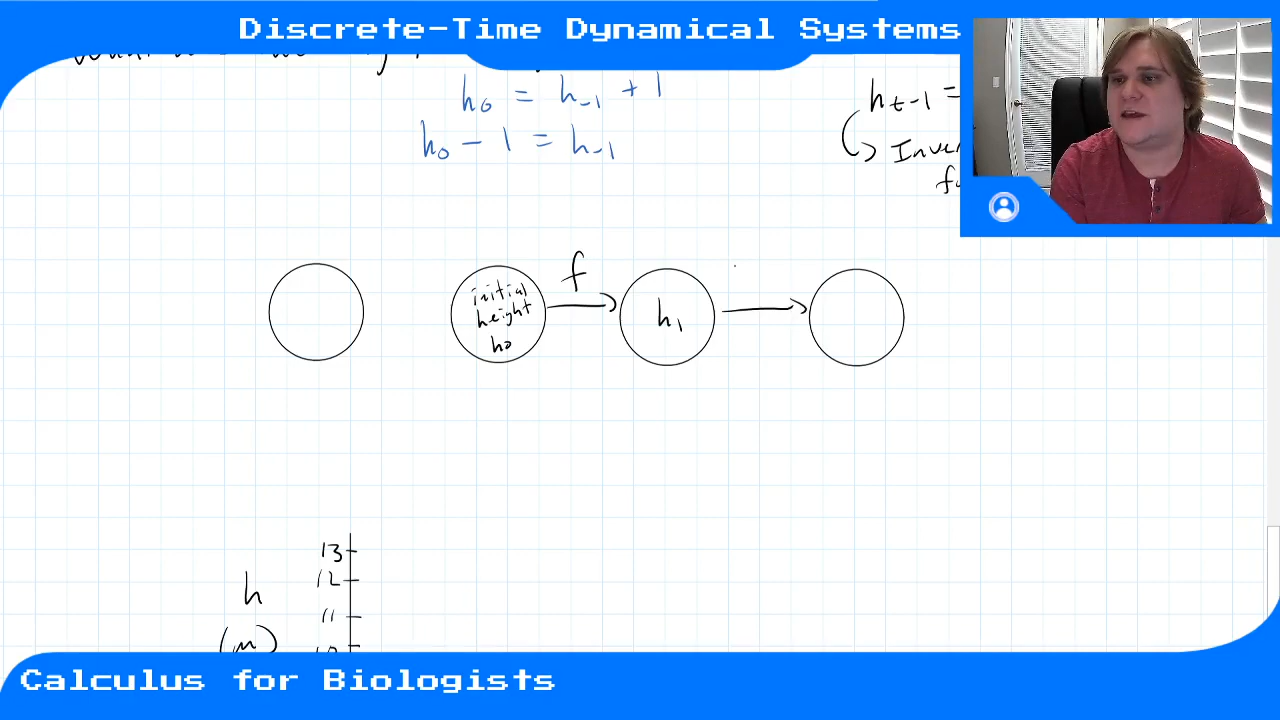 Discrete-Time Dynamical Systems
h₀ = h₋₁ + 1
h₀ - 1 = h₋₁
hₜ₋₁ =
f
initial
height
h₀
h₁
13
12
h
11
(m)
Calculus for Biologists